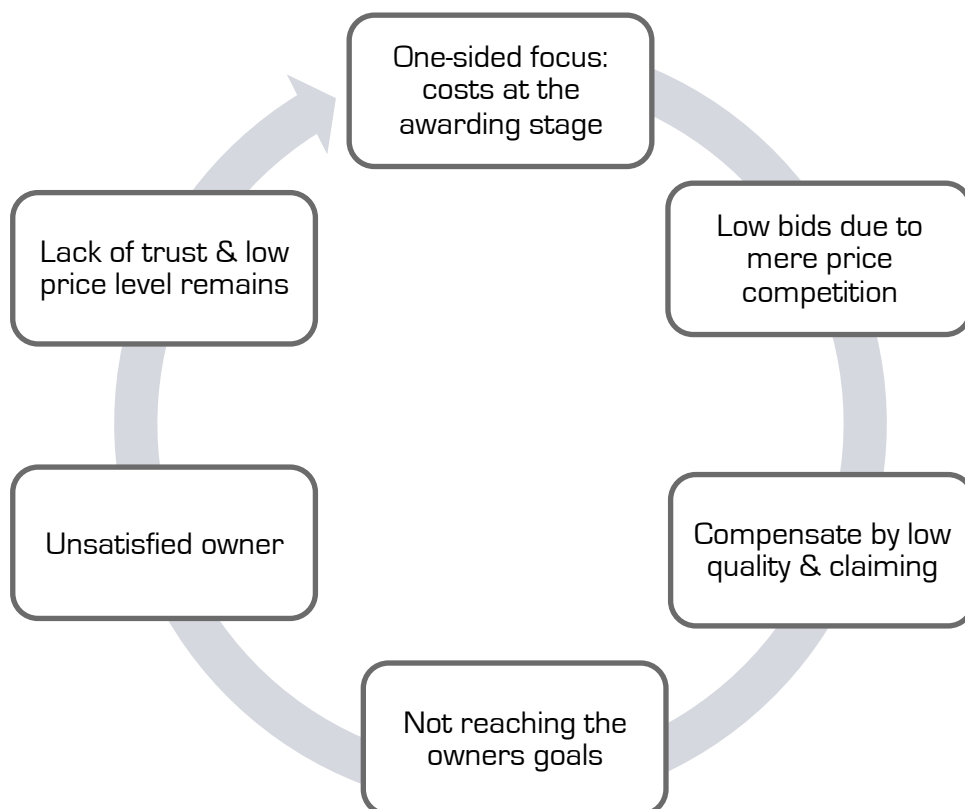 One-sided focus:
costs at the
awarding stage
Low bids due to
mere price
competition
Compensate by low
quality & claiming
Not reaching the
owners goals
Unsatisfied owner
Lack of trust & low
price level remains